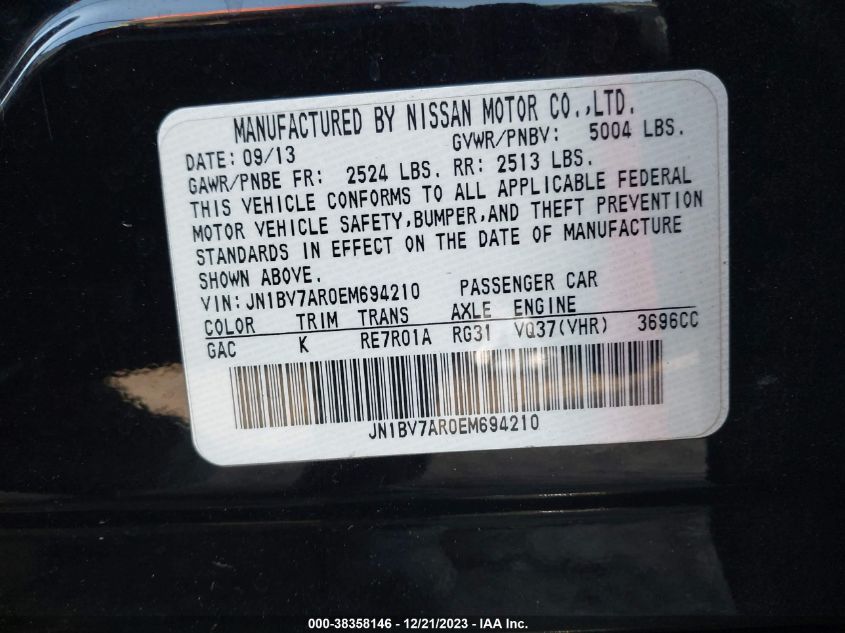 MANUFACTURED BY NISSAN MOTOR CO.,LTD.
DATE: 09/13 GVWR/PNBV: 5004 LBS.
GAWR/PNBE FR: 2524 LBS. RR: 2513 LBS.
THIS VEHICLE CONFORMS TO ALL APPLICABLE FEDERAL
MOTOR VEHICLE SAFETY,BUMPER,AND THEFT PREVENTION
STANDARDS IN EFFECT ON THE DATE OF MANUFACTURE
SHOWN ABOVE.
VIN:JN1BV7AR0EM694210 PASSENGER CAR
COLOR TRIM TRANS AXLE ENGINE
GAC K RE7R01A RG31 VQ37(VHR) 3696CC
JN1BV7AR0EM694210
000-38358146 - 12/21/2023 - IAA Inc.